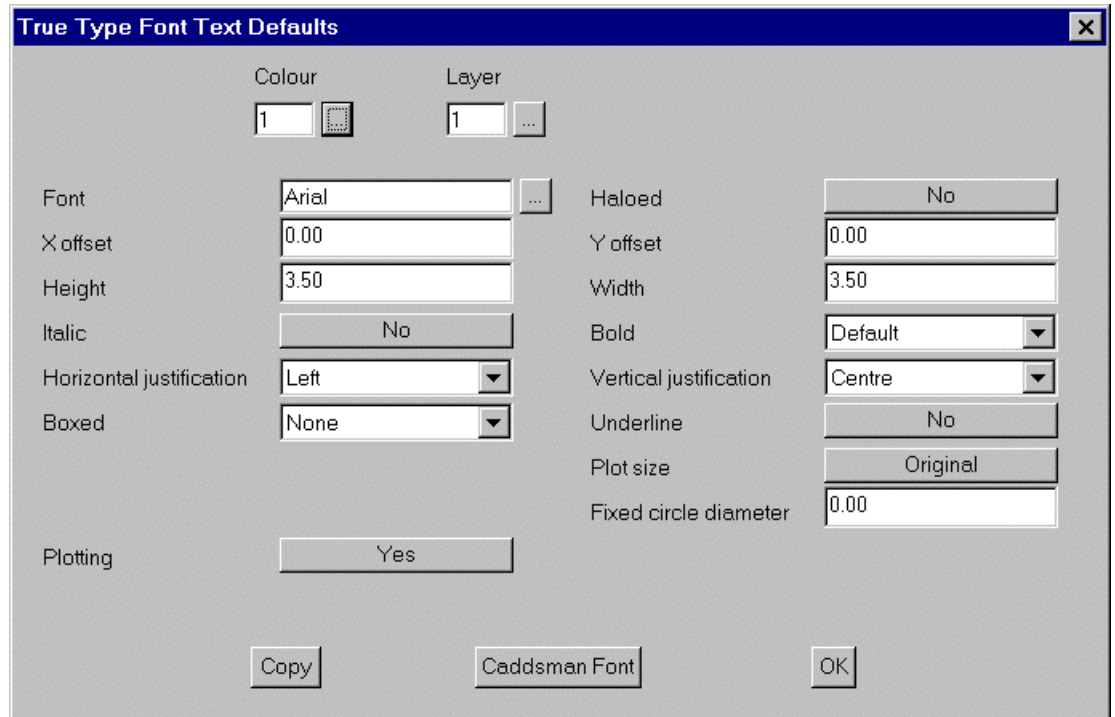 True Type Font Text Defaults
Colour Layer
1 ... 1 ...
Font Arial ... Haloed No
X offset 0.00 Y offset 0.00
Height 3.50 Width 3.50
Italic No Bold Default
Horizontal justification Left Vertical justification Centre
Boxed None Underline No
Plot size Original
Fixed circle diameter 0.00
Plotting Yes
Copy Caddsman Font OK